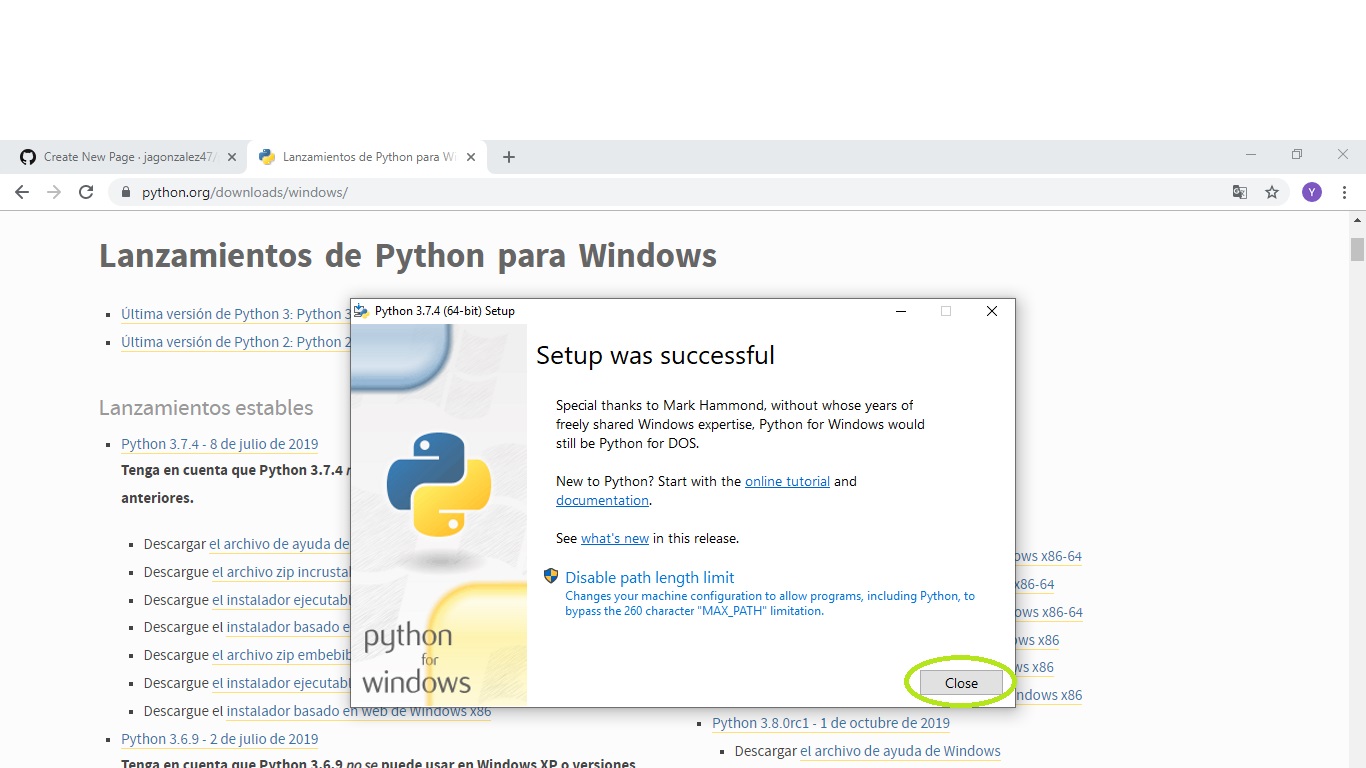 Create New Page · jagonzalez47/
Lanzamientos de Python para Wi
python.org/downloads/windows/
Y
Lanzamientos de Python para Windows
Última versión de Python 3: Python 3
Última versión de Python 2: Python 2
Lanzamientos estables
Python 3.7.4 - 8 de julio de 2019
Tenga en cuenta que Python 3.7.4
anteriores.
Descargar el archivo de ayuda de
Descargue el archivo zip incrustal
Descargue el instalador ejecutabl
Descargue el instalador basado e
Descargue el archivo zip embebib
Descargue el instalador ejecutabl
Descargue el instalador basado en web de Windows x86
Python 3.6.9 - 2 de julio de 2019
Tenga en cuenta que Python 3.6.9 no se puede usar en Windows XP o versiones
Python 3.7.4 (64-bit) Setup
Setup was successful
Special thanks to Mark Hammond, without whose years of
freely shared Windows expertise, Python for Windows would
still be Python for DOS.
New to Python? Start with the online tutorial and
documentation.
See what's new in this release.
Disable path length limit
Changes your machine configuration to allow programs, including Python, to
bypass the 260 character "MAX_PATH" limitation.
python
for
windows
Close
ows x86-64
x86-64
ows x86-64
ows x86
ws x86
ndows x86
Python 3.8.0rc1 - 1 de octubre de 2019
Descargar el archivo de ayuda de Windows